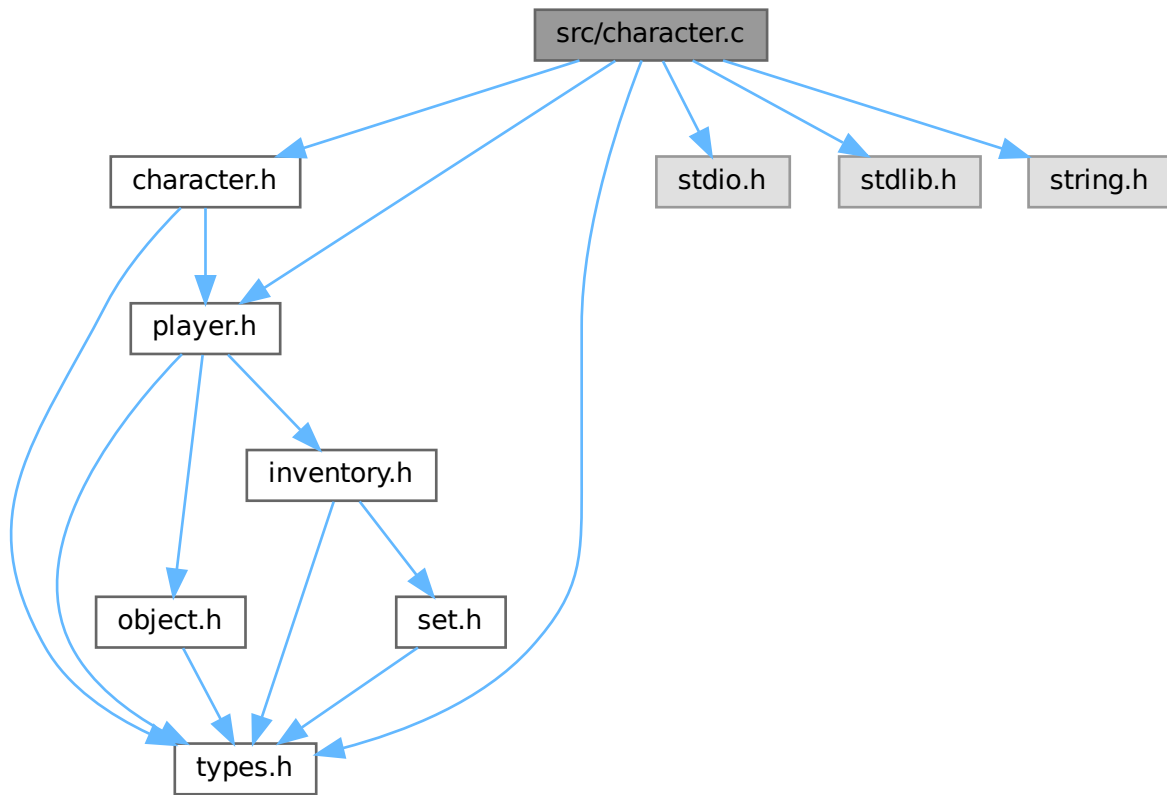 src/character.c
character.h
stdio.h
stdlib.h
string.h
player.h
inventory.h
object.h
set.h
types.h